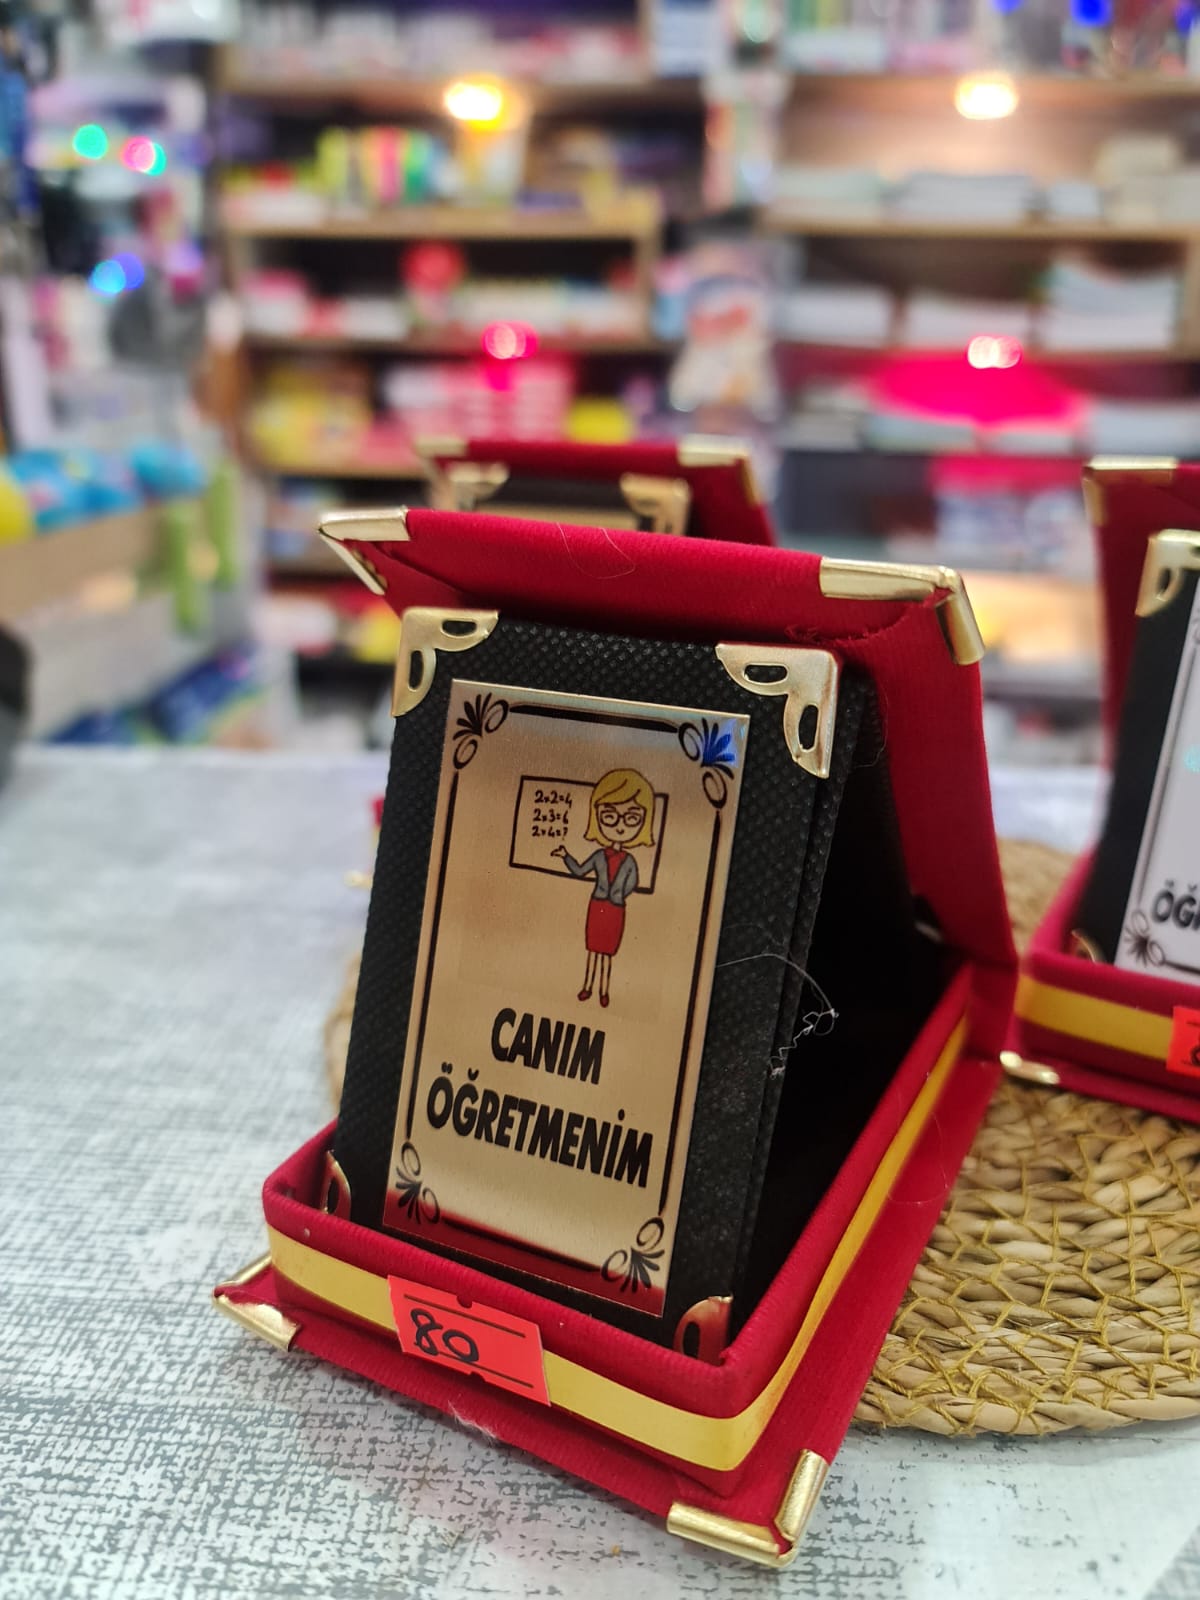 2x2=4
2x3=6
2x4=?
CANIM
ÖĞRETMENİM
80